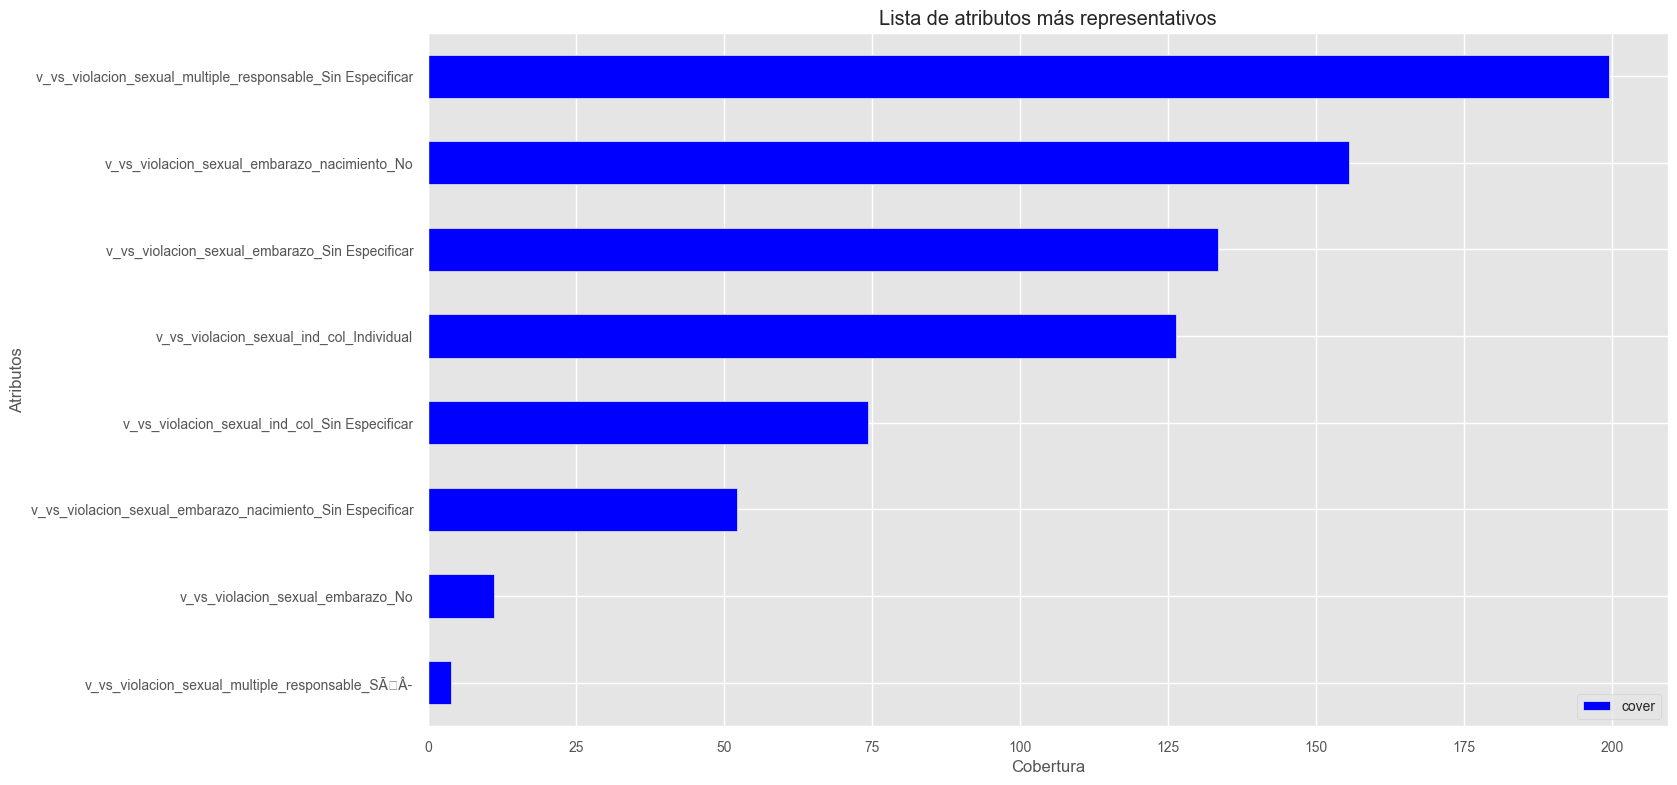 Lista de atributos más representativos
v_vs_violacion_sexual_multiple_responsable_Sin Especificar
v_vs_violacion_sexual_embarazo_nacimiento_No
v_vs_violacion_sexual_embarazo_Sin Especificar
v_vs_violacion_sexual_ind_col_Individual
v_vs_violacion_sexual_ind_col_Sin Especificar
v_vs_violacion_sexual_embarazo_nacimiento_Sin Especificar
v_vs_violacion_sexual_embarazo_No
v_vs_violacion_sexual_multiple_responsable_SÃ□Â-
Atributos
0 25 50 75 100 125 150 175 200
Cobertura
cover